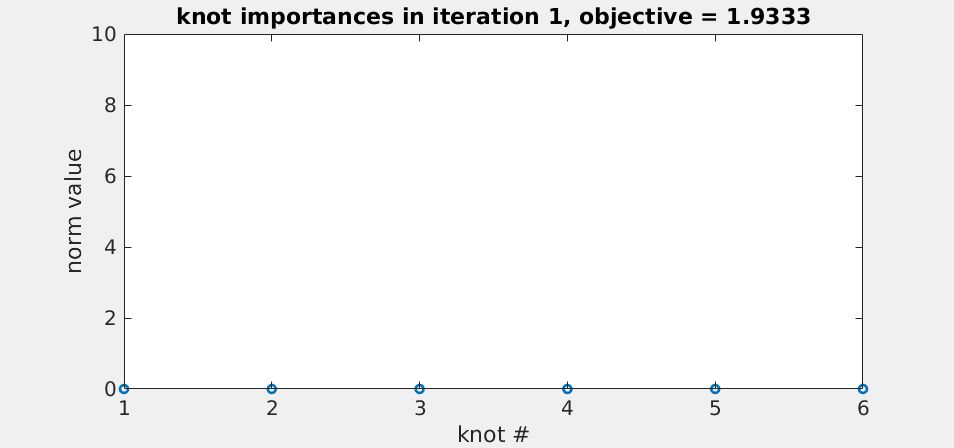 knot importances in iteration 1, objective = 1.9333
10
8
6
4
2
0
norm value
1 2 3 4 5 6
knot #